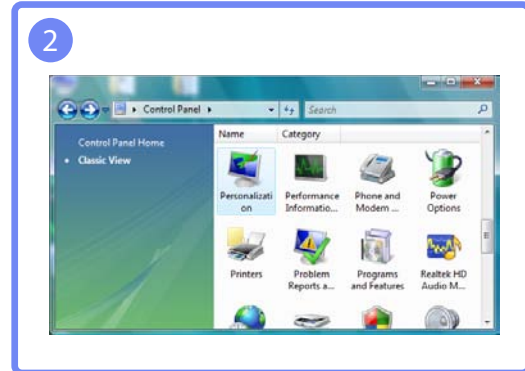 2
Control Panel
Search
Control Panel Home
Classic View
Name Category
Personalizati
on
Performance
Informatio...
Phone and
Modem ...
Power
Options
Printers
Problem
Reports a...
Programs
and Features
Realtek HD
Audio M...